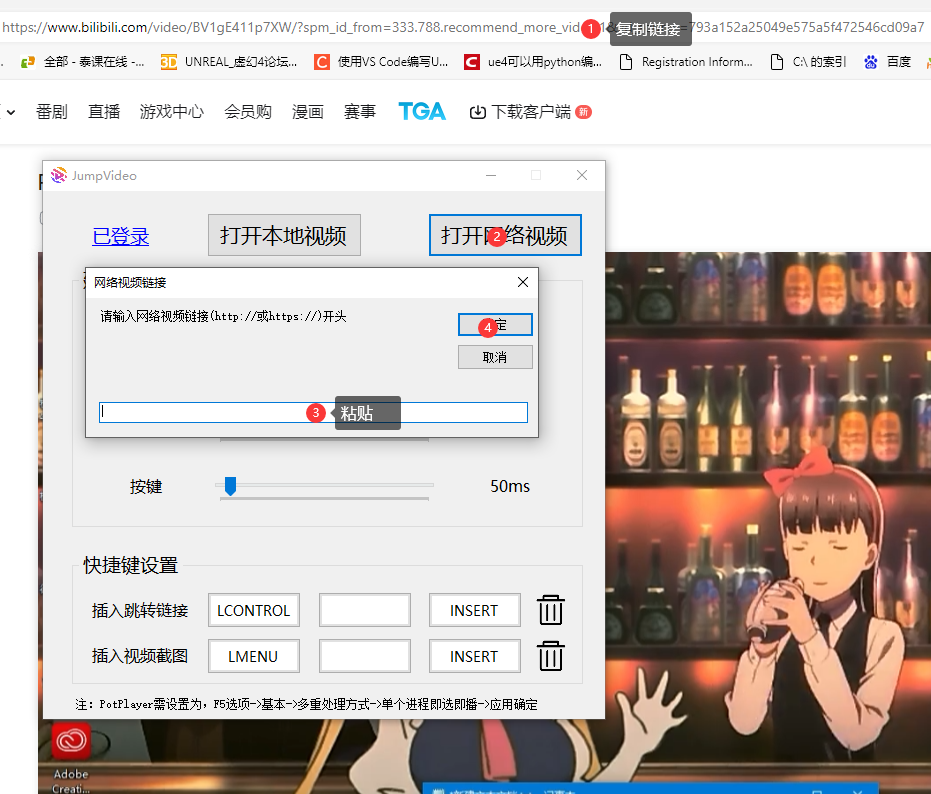 https://www.bilibili.com/video/BV1gE411p7XW/?spm_id_from=333.788.recommend_more_vid 1 复制链接 =793a152a25049e575a5f472546cd09a7
全部 - 泰课在线 -... UNREAL_虚幻4论坛... 使用VS Code编写U... ue4可以用python编... Registration Inform... C:\ 的索引 百度
番剧 直播 游戏中心 会员购 漫画 赛事 TGA 下载客户端 新
JumpVideo
已登录 打开本地视频 打开网络视频 2
网络视频链接
请输入网络视频链接(http://或https://)开头
4 定
取消
3 粘贴
按键 50ms
快捷键设置
插入跳转链接 LCONTROL INSERT
插入视频截图 LMENU INSERT
注：PotPlayer需设置为，F5选项->基本->多重处理方式->单个进程即选即播->应用确定
Adobe
Creati...